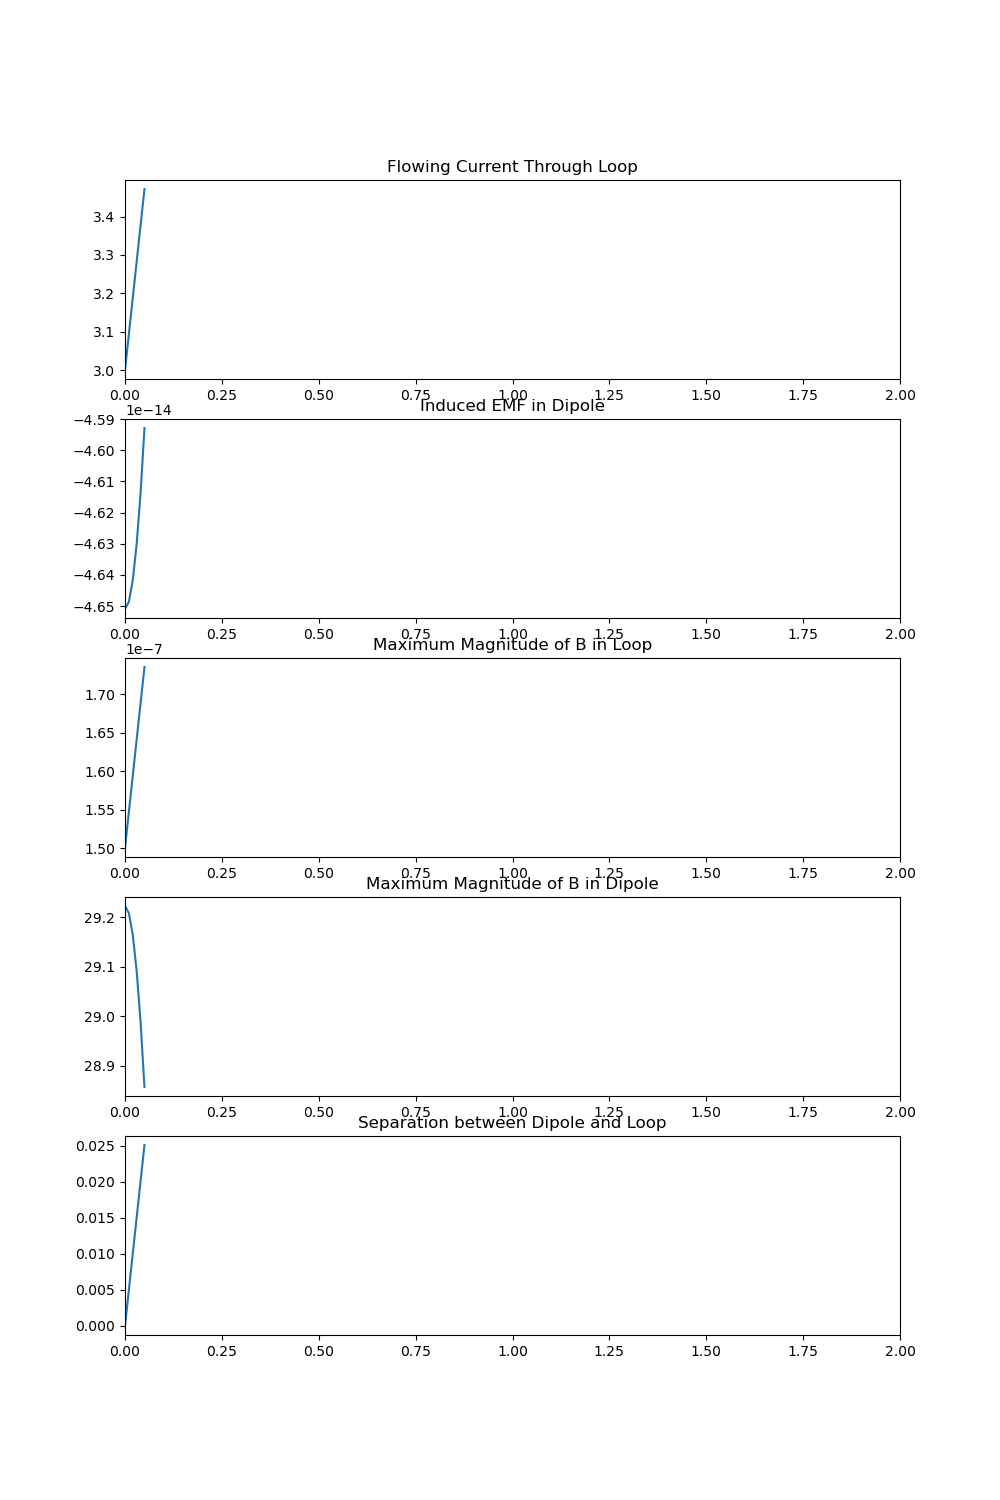 Flowing Current Through Loop
3.4
3.3
3.2
3.1
3.0
0.00 0.25 0.50 0.75 1.00 1.25 1.50 1.75 2.00
Induced EMF in Dipole
1e−14
−4.59
−4.60
−4.61
−4.62
−4.63
−4.64
−4.65
0.00 0.25 0.50 0.75 1.00 1.25 1.50 1.75 2.00
Maximum Magnitude of B in Loop
1e−7
1.70
1.65
1.60
1.55
1.50
0.00 0.25 0.50 0.75 1.00 1.25 1.50 1.75 2.00
Maximum Magnitude of B in Dipole
29.2
29.1
29.0
28.9
0.00 0.25 0.50 0.75 1.00 1.25 1.50 1.75 2.00
Separation between Dipole and Loop
0.025
0.020
0.015
0.010
0.005
0.000
0.00 0.25 0.50 0.75 1.00 1.25 1.50 1.75 2.00